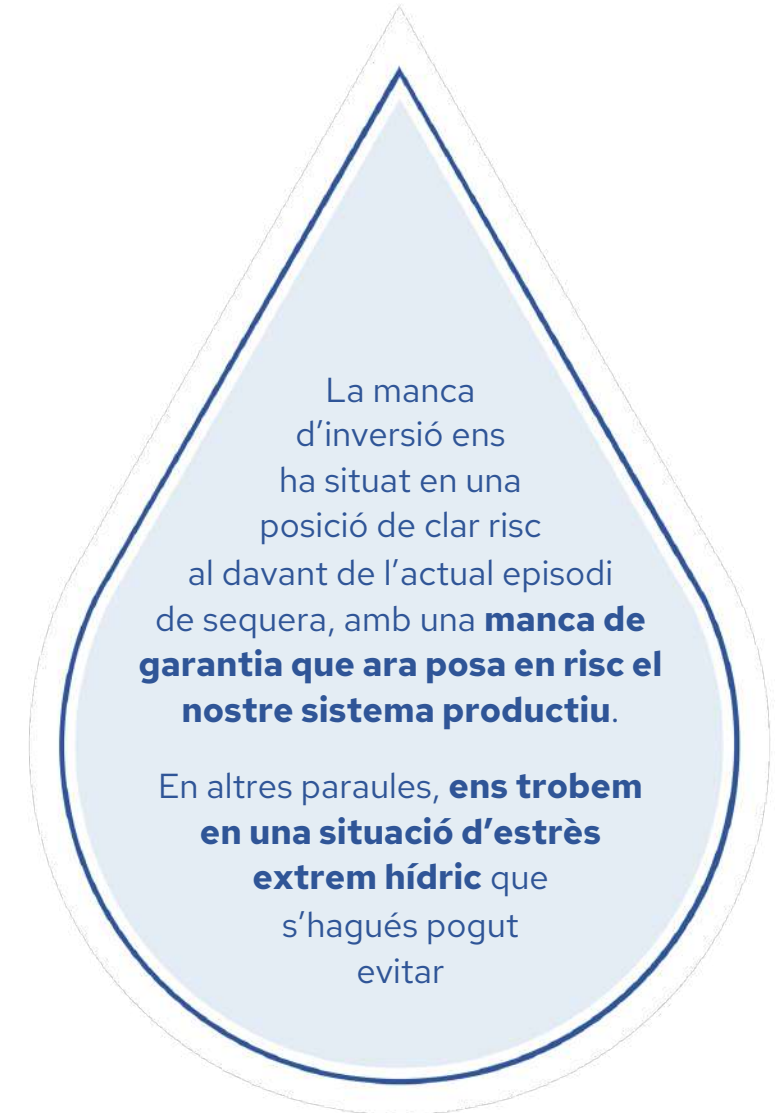 La manca
d’inversió ens
ha situat en una
posició de clar risc
al davant de l’actual episodi
de sequera, amb una manca de
garantia que ara posa en risc el
nostre sistema productiu.
En altres paraules, ens trobem
en una situació d’estrès
extrem hídric que
s’hagués pogut
evitar